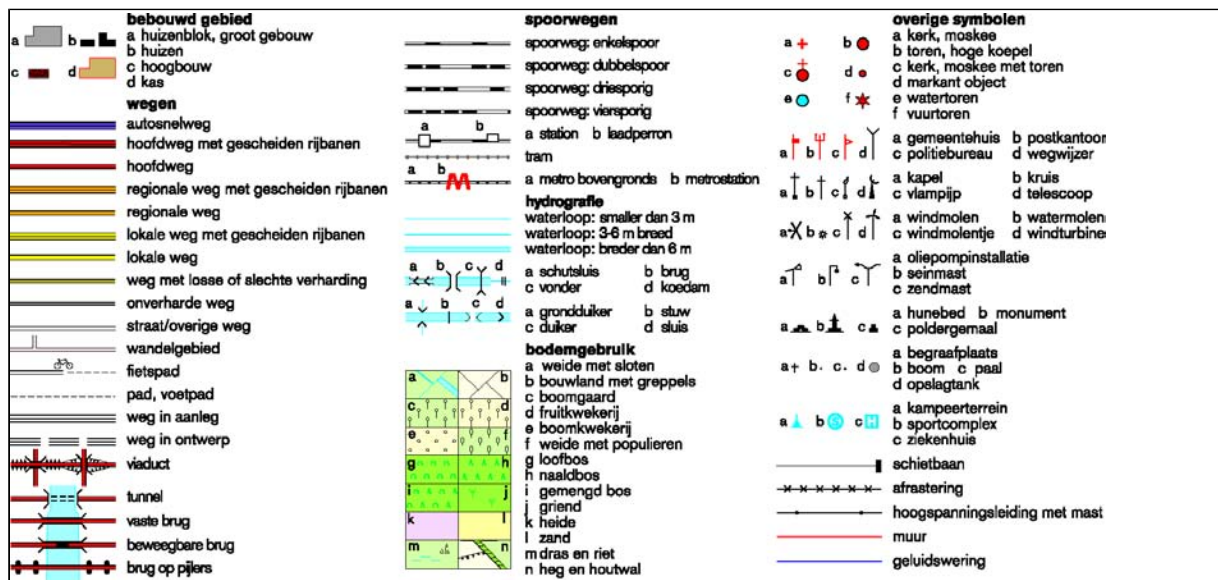 bebouwd gebied
a b
a huizenblok, groot gebouw
b huizen
c d
c hoogbouw
d kas
wegen
autosnelweg
hoofdweg met gescheiden rijbanen
hoofdweg
regionale weg met gescheiden rijbanen
regionale weg
lokale weg met gescheiden rijbanen
lokale weg
weg met losse of slechte verharding
onverharde weg
straat/overige weg
wandelgebied
fietspad
pad, voetpad
weg in aanleg
weg in ontwerp
viaduct
tunnel
vaste brug
beweegbare brug
brug op pijlers
spoorwegen
spoorweg: enkelspoor
spoorweg: dubbelspoor
spoorweg: driesporig
spoorweg: viersporig
a b
a station b laadperron
tram
a b
a metro bovengronds b metrostation
hydrografie
waterloop: smaller dan 3 m
waterloop: 3-6 m breed
waterloop: breder dan 6 m
a b c d
a schutsluis b brug
c vonder d koedam
a b c d
a grondduiker b stuw
c duiker d sluis
bodemgebruik
a b
c d
e f
g h
i j
k l
m n
a weide met sloten
b bouwland met greppels
c boomgaard
d fruitkwekerij
e boomkwekerij
f weide met populieren
g loofbos
h naaldbos
i gemengd bos
j griend
k heide
l zand
m dras en riet
n heg en houtwal
overige symbolen
a b
c d
e f
a kerk, moskee
b toren, hoge koepel
c kerk, moskee met toren
d markant object
e watertoren
f vuurtoren
a b c d
a gemeentehuis b postkantoor
c politiebureau d wegwijzer
a b c d
a kapel b kruis
c vlampijp d telescoop
a b c d
a windmolen b watermolen
c windmolentje d windturbine
a b c
a oliepompinstallatie
b seinmast
c zendmast
a b c
a hunebed b monument
c poldergemaal
a b. c. d
a begraafplaats
b boom c paal
d opslagtank
a b S c H
a kampeerterrein
b sportcomplex
c ziekenhuis
schietbaan
afrastering
hoogspanningsleiding met mast
muur
geluidswering